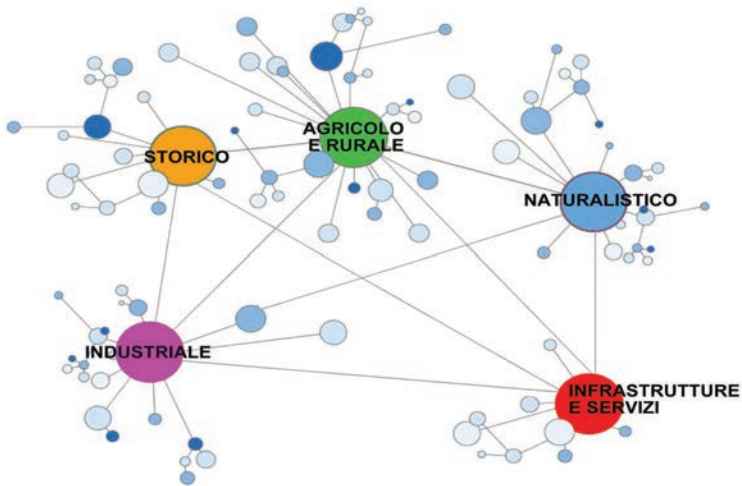 AGRICOLO
E RURALE
STORICO
NATURALISTICO
INDUSTRIALE
INFRASTRUTTURE
E SERVIZI